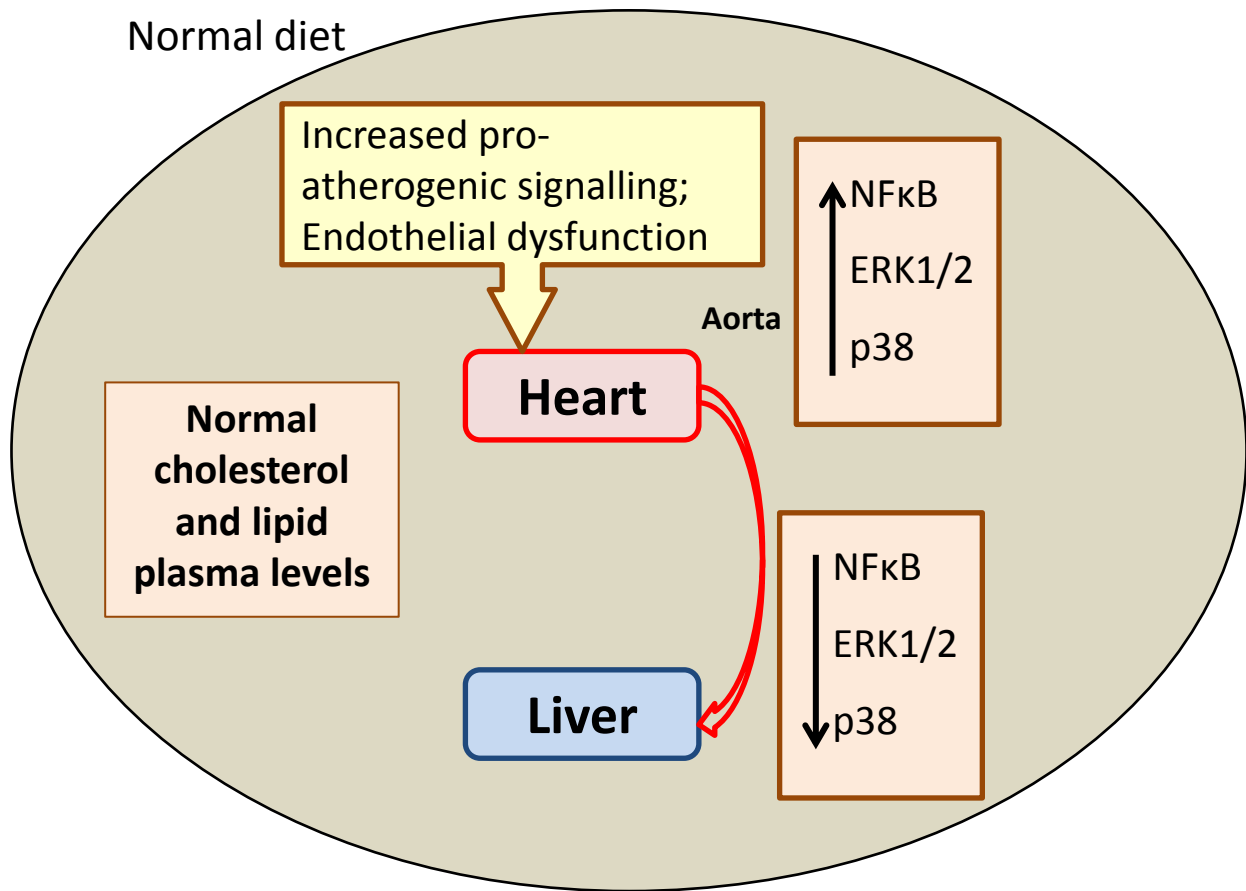 Normal diet
Increased pro-
atherogenic signalling;
Endothelial dysfunction
NFκB
ERK1/2
p38
Aorta
Heart
Normal
cholesterol
and lipid
plasma levels
NFκB
ERK1/2
p38
Liver